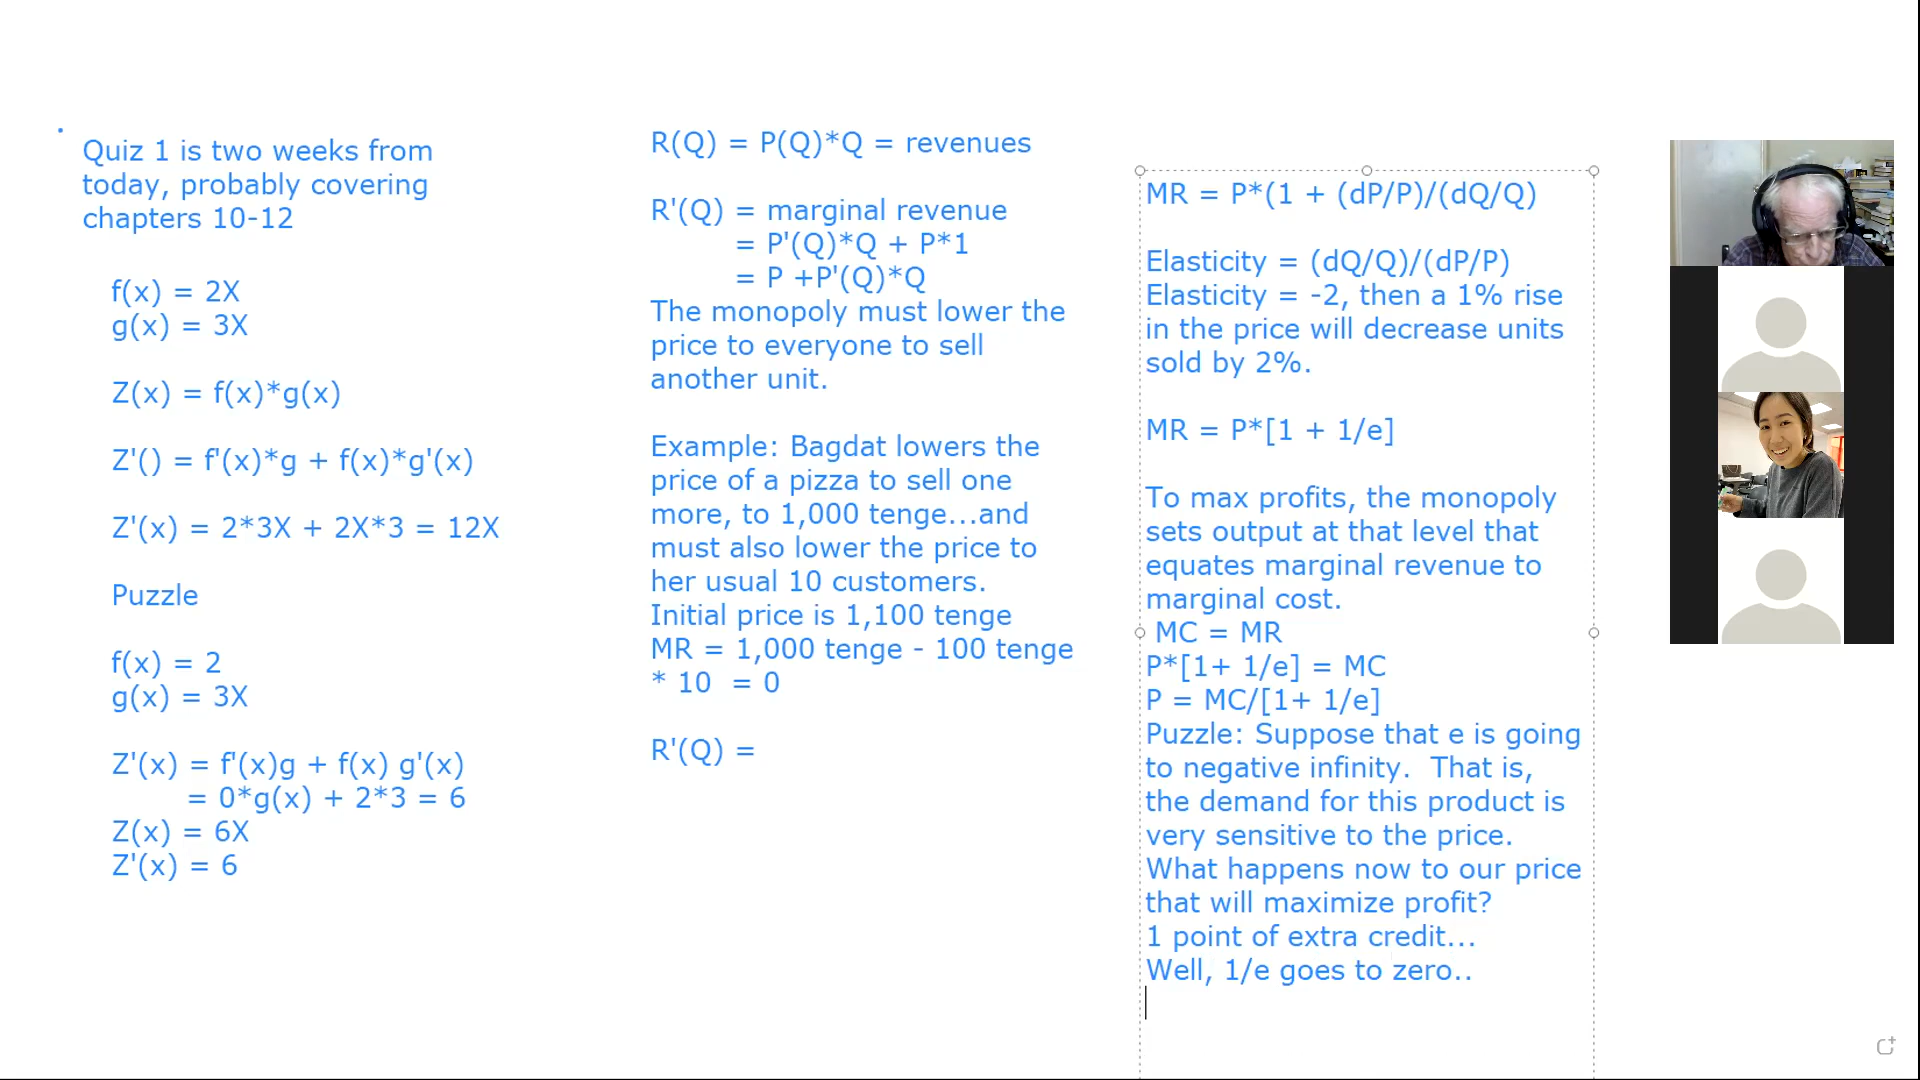 Quiz 1 is two weeks from
today, probably covering
chapters 10-12
f(x) = 2X
g(x) = 3X
Z(x) = f(x)*g(x)
Z'() = f'(x)*g + f(x)*g'(x)
Z'(x) = 2*3X + 2X*3 = 12X
Puzzle
f(x) = 2
g(x) = 3X
Z'(x) = f'(x)g + f(x) g'(x)
= 0*g(x) + 2*3 = 6
Z(x) = 6X
Z'(x) = 6
R(Q) = P(Q)*Q = revenues
R'(Q) = marginal revenue
= P'(Q)*Q + P*1
= P +P'(Q)*Q
The monopoly must lower the
price to everyone to sell
another unit.
Example: Bagdat lowers the
price of a pizza to sell one
more, to 1,000 tenge...and
must also lower the price to
her usual 10 customers.
Initial price is 1,100 tenge
MR = 1,000 tenge - 100 tenge
* 10  = 0
R'(Q) =
MR = P*(1 + (dP/P)/(dQ/Q)
Elasticity = (dQ/Q)/(dP/P)
Elasticity = -2, then a 1% rise
in the price will decrease units
sold by 2%.
MR = P*[1 + 1/e]
To max profits, the monopoly
sets output at that level that
equates marginal revenue to
marginal cost.
MC = MR
P*[1+ 1/e] = MC
P = MC/[1+ 1/e]
Puzzle: Suppose that e is going
to negative infinity.  That is,
the demand for this product is
very sensitive to the price.
What happens now to our price
that will maximize profit?
1 point of extra credit...
Well, 1/e goes to zero..